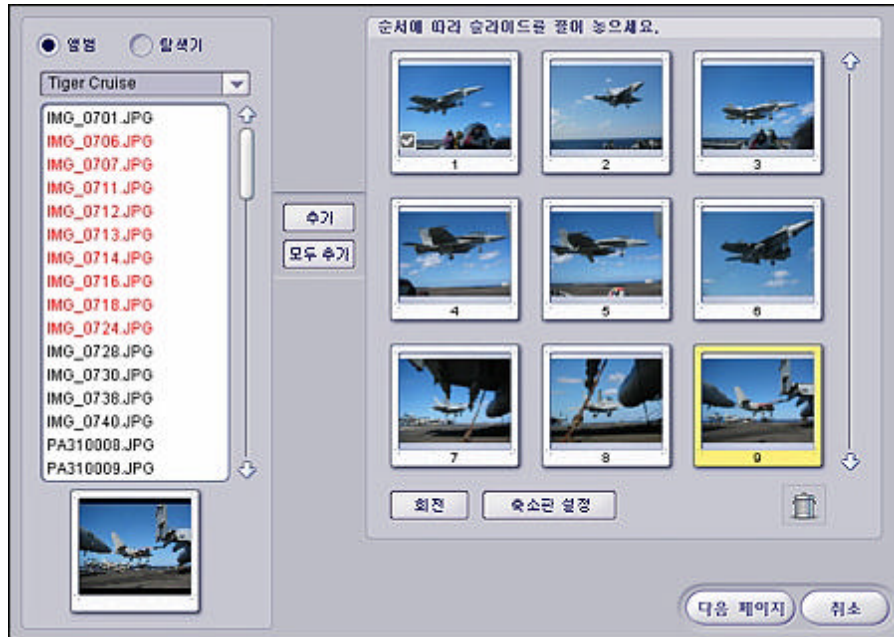 앨범
탐색기
Tiger Cruise
IMG_0701.JPG
IMG_0706.JPG
IMG_0707.JPG
IMG_0711.JPG
IMG_0712.JPG
IMG_0713.JPG
IMG_0714.JPG
IMG_0716.JPG
IMG_0718.JPG
IMG_0724.JPG
IMG_0728.JPG
IMG_0730.JPG
IMG_0738.JPG
IMG_0740.JPG
PA310008.JPG
PA310009.JPG
추가
모두 추가
순서에 따라 슬라이드를 끌어 놓으세요.
1
2
3
4
5
6
7
8
9
회전
축소판 설정
다음 페이지
취소